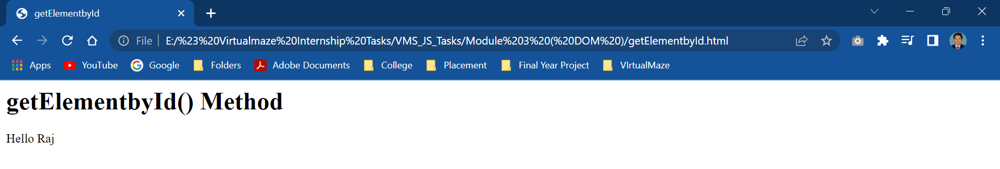 getElementbyId
File E:/%23%20Virtualmaze%20Internship%20Tasks/VMS_JS_Tasks/Module%203%20(%20DOM%20)/getElementbyId.html
Apps YouTube Google Folders Adobe Documents College Placement Final Year Project VIrtualMaze
getElementbyId() Method
Hello Raj